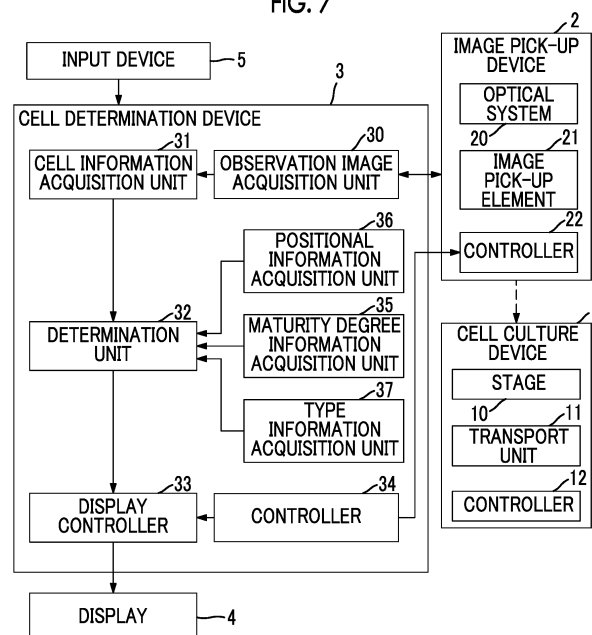 FIG. 7
INPUT DEVICE
5
3
CELL DETERMINATION DEVICE
31
CELL INFORMATION
ACQUISITION UNIT
30
OBSERVATION IMAGE
ACQUISITION UNIT
36
POSITIONAL
INFORMATION
ACQUISITION UNIT
32
DETERMINATION
UNIT
35
MATURITY DEGREE
INFORMATION
ACQUISITION UNIT
37
TYPE
INFORMATION
ACQUISITION UNIT
33
DISPLAY
CONTROLLER
34
CONTROLLER
DISPLAY
4
2
IMAGE PICK-UP
DEVICE
OPTICAL
SYSTEM
20
21
IMAGE
PICK-UP
ELEMENT
22
CONTROLLER
CELL CULTURE
DEVICE
STAGE
10
11
TRANSPORT
UNIT
12
CONTROLLER